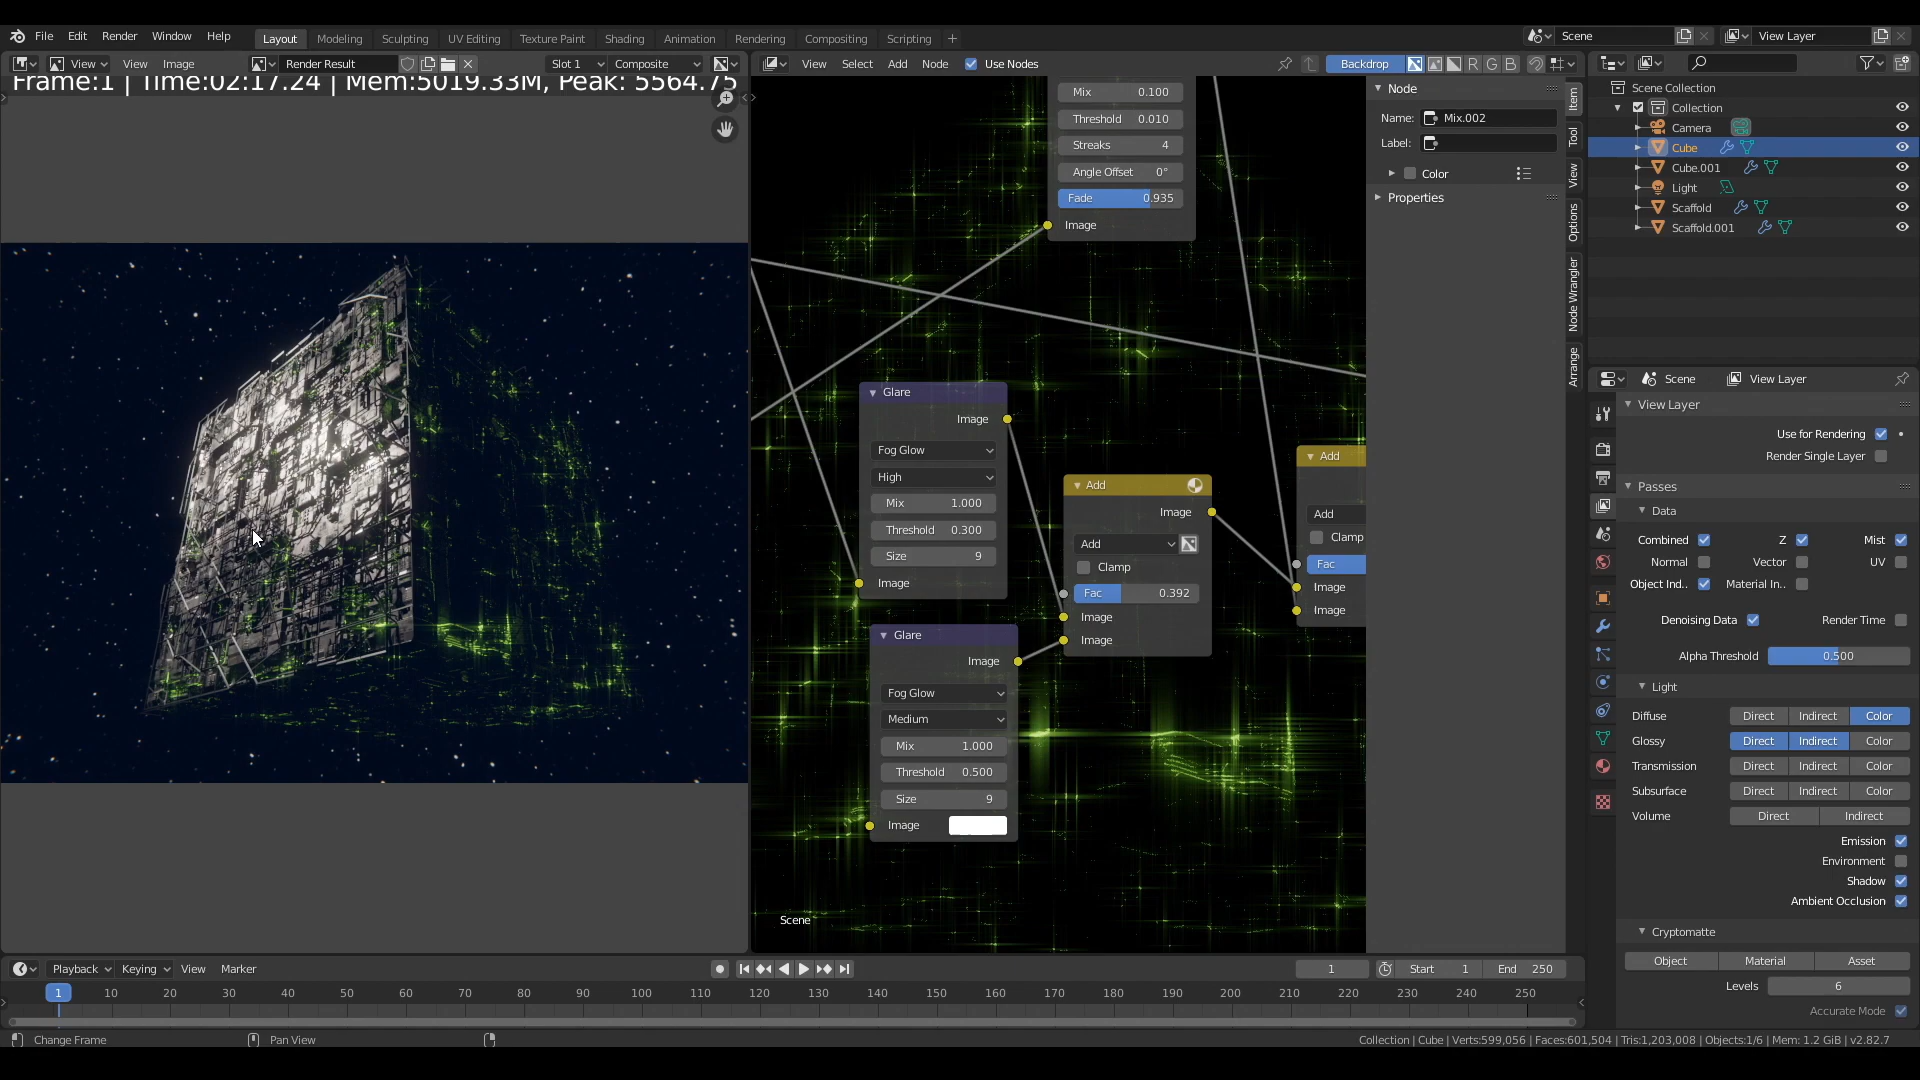 File Edit Render Window Help Layout Modeling Sculpting UV Editing Texture Paint Shading Animation Rendering Compositing Scripting + Scene View Layer
View View Image Render Result Slot 1 Composite View Select Add Node Use Nodes Backdrop R G B
Frame:1 | Time:02:17.24 | Mem:5019.33M, Peak: 5564.75
Mix 0.100
Threshold 0.010
Streaks 4
Angle Offset 0°
Fade 0.935
Image
Glare
Image
Fog Glow
High
Mix 1.000
Threshold 0.300
Size 9
Image
Glare
Image
Fog Glow
Medium
Mix 1.000
Threshold 0.500
Size 9
Image
Add
Image
Add
Clamp
Fac 0.392
Image
Image
Add
Add
Clamp
Fac
Image
Image
Scene
Node
Name: Mix.002
Label:
Color
Properties
Item
Tool
View
Options
Node Wrangler
Arrange
Scene Collection
Collection
Camera
Cube
Cube.001
Light
Scaffold
Scaffold.001
Scene View Layer
View Layer
Use for Rendering
Render Single Layer
Passes
Data
Combined Z Mist
Normal Vector UV
Object Ind.. Material In..
Denoising Data Render Time
Alpha Threshold 0.500
Light
Diffuse Direct Indirect Color
Glossy Direct Indirect Color
Transmission Direct Indirect Color
Subsurface Direct Indirect Color
Volume Direct Indirect
Emission
Environment
Shadow
Ambient Occlusion
Cryptomatte
Object Material Asset
Levels 6
Accurate Mode
Playback Keying View Marker 1 Start 1 End 250
1 10 20 30 40 50 60 70 80 90 100 110 120 130 140 150 160 170 180 190 200 210 220 230 240 250
Change Frame Pan View Collection | Cube | Verts:599,056 | Faces:601,504 | Tris:1,203,008 | Objects:1/6 | Mem: 1.2 GiB | v2.82.7